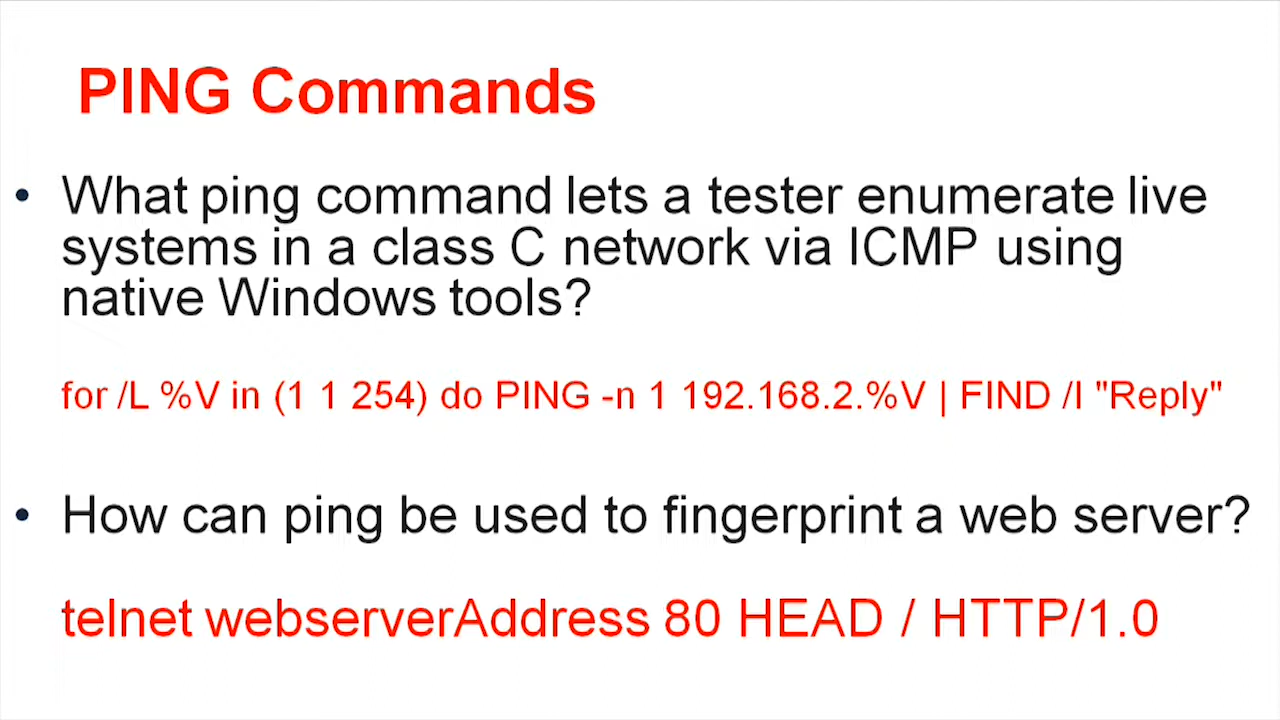 PING Commands
• What ping command lets a tester enumerate live
systems in a class C network via ICMP using
native Windows tools?
for /L %V in (1 1 254) do PING -n 1 192.168.2.%V | FIND /I "Reply"
• How can ping be used to fingerprint a web server?
telnet webserverAddress 80 HEAD / HTTP/1.0